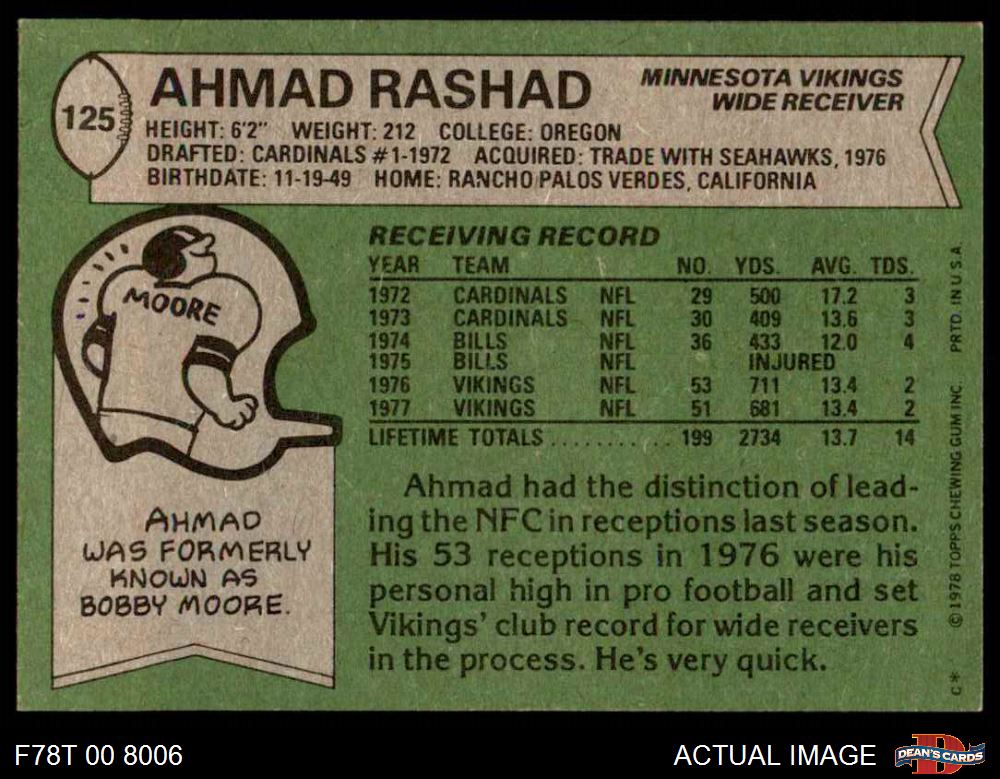 125
AHMAD RASHAD
MINNESOTA VIKINGS
WIDE RECEIVER
HEIGHT: 6'2" WEIGHT: 212 COLLEGE: OREGON
DRAFTED: CARDINALS #1-1972 ACQUIRED: TRADE WITH SEAHAWKS, 1976
BIRTHDATE: 11-19-49 HOME: RANCHO PALOS VERDES, CALIFORNIA
MOORE
AHMAD
WAS FORMERLY
KNOWN AS
BOBBY MOORE.
RECEIVING RECORD
YEAR TEAM NO. YDS. AVG. TDS.
1972 CARDINALS NFL 29 500 17.2 3
1973 CARDINALS NFL 30 409 13.6 3
1974 BILLS NFL 36 433 12.0 4
1975 BILLS NFL INJURED
1976 VIKINGS NFL 53 711 13.4 2
1977 VIKINGS NFL 51 681 13.4 2
LIFETIME TOTALS .......... 199 2734 13.7 14
Ahmad had the distinction of lead-
ing the NFC in receptions last season.
His 53 receptions in 1976 were his
personal high in pro football and set
Vikings' club record for wide receivers
in the process. He's very quick.
C* ©1978 TOPPS CHEWING GUM INC. PRTD. IN U.S.A
F78T 00 8006
ACTUAL IMAGE
D
DEAN'S CARDS